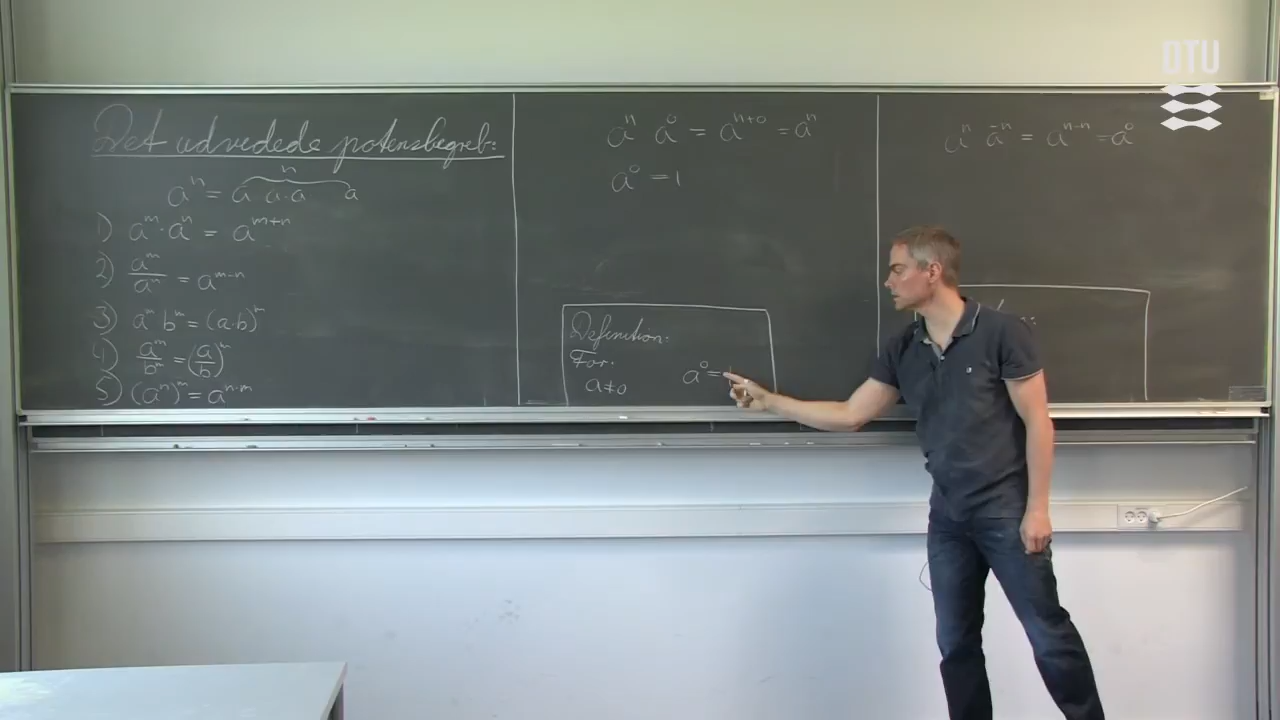 Det udvidede potensbegreb:
aⁿ = a·a·a a
n
1) aᵐ·aⁿ = aᵐ⁺ⁿ
2) aᵐ/aⁿ = aᵐ⁻ⁿ
3) aⁿ bⁿ = (a·b)ⁿ
4) aⁿ/bⁿ = (a/b)ⁿ
5) (aⁿ)ᵐ = aⁿ·ᵐ
aⁿ a⁰ = aⁿ⁺⁰ = aⁿ
a⁰ = 1
Definition:
For
a≠0 a⁰ =
aⁿ a⁻ⁿ = aⁿ⁻ⁿ = a⁰
DTU